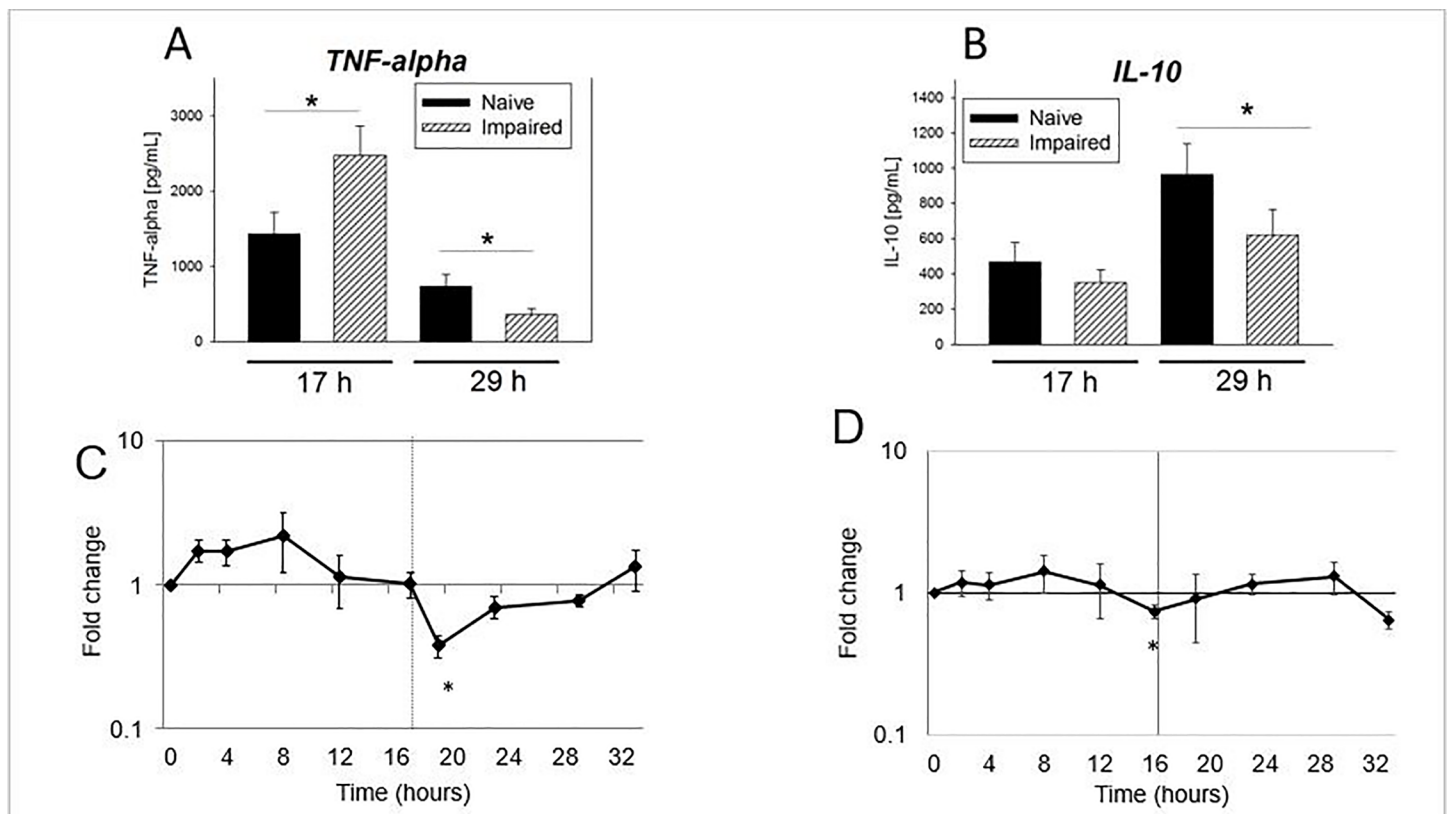 A
TNF-alpha
*
Naive
Impaired
TNF-alpha [pg/mL]
3000
2000
1000
0
*
17 h
29 h
B
IL-10
Naive
Impaired
*
IL-10 [pg/mL]
1400
1200
1000
800
600
400
200
0
17 h
29 h
C
Fold change
10
1
0.1
*
0 4 8 12 16 20 24 28 32
Time (hours)
D
Fold change
10
1
0.1
*
0 4 8 12 16 20 24 28 32
Time (hours)